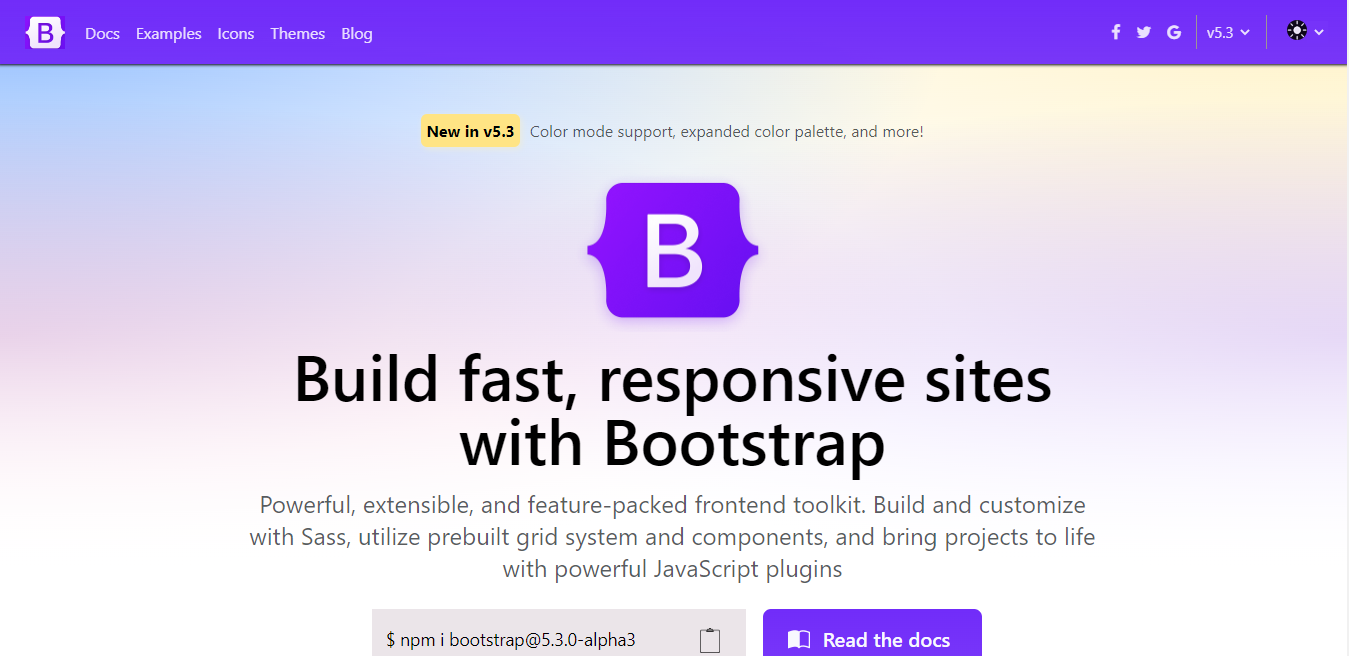 B Docs Examples Icons Themes Blog v5.3
New in v5.3 Color mode support, expanded color palette, and more!
B
Build fast, responsive sites
with Bootstrap
Powerful, extensible, and feature-packed frontend toolkit. Build and customize
with Sass, utilize prebuilt grid system and components, and bring projects to life
with powerful JavaScript plugins
$ npm i bootstrap@5.3.0-alpha3 Read the docs